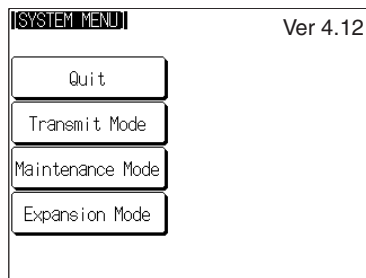 [SYSTEM MENU]
Ver 4.12
Quit
Transmit Mode
Maintenance Mode
Expansion Mode